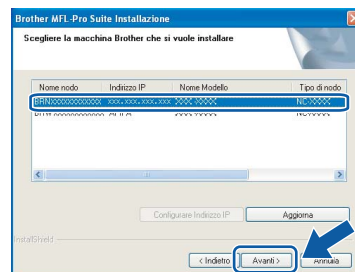 Brother MFL-Pro Suite Installazione
Scegliere la macchina Brother che si vuole installare
Nome nodo Indirizzo IP Nome Modello Tipo di nodo
BRNXXXXXXXXXXXX XXX.XXX.XXX.XXX XXX-XXXX NC-XXXX
Configurare Indirizzo IP Aggiorna
InstallShield
< Indietro Avanti > Annulla